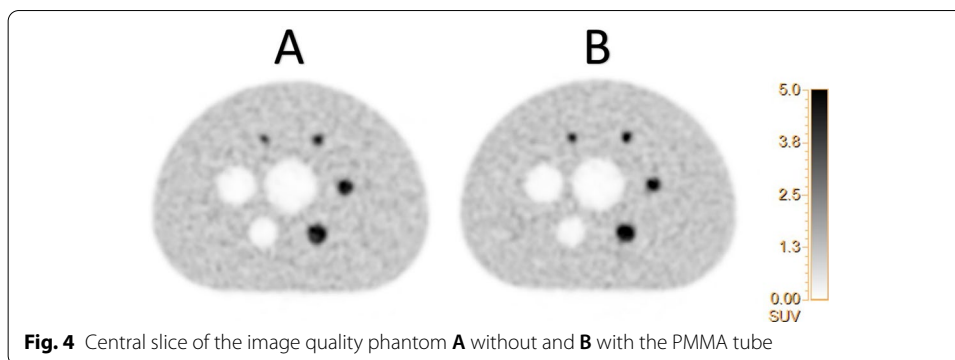 A
B
5.0
3.8
2.5
1.3
0.00
SUV
Fig. 4 Central slice of the image quality phantom A without and B with the PMMA tube